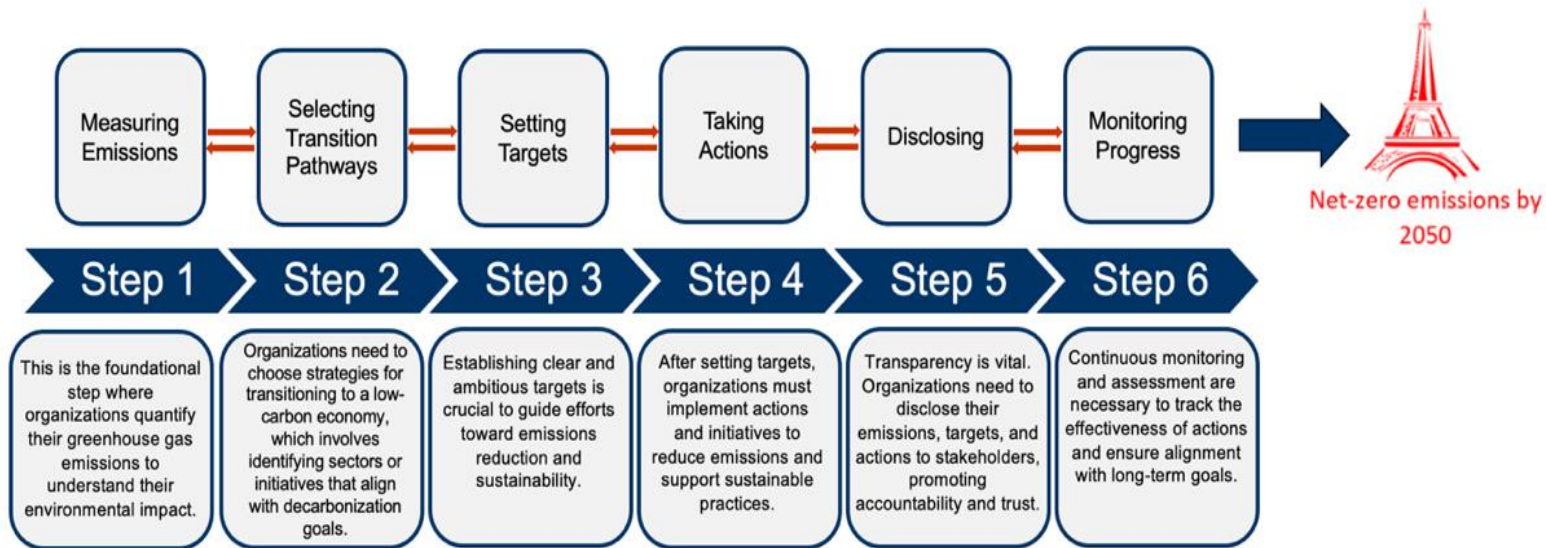 Measuring
Emissions
Selecting
Transition
Pathways
Setting
Targets
Taking
Actions
Disclosing
Monitoring
Progress
Net-zero emissions by
2050
Step 1
Step 2
Step 3
Step 4
Step 5
Step 6
This is the foundational
step where
organizations quantify
their greenhouse gas
emissions to
understand their
environmental impact.
Organizations need to
choose strategies for
transitioning to a low-
carbon economy,
which involves
identifying sectors or
initiatives that align
with decarbonization
goals.
Establishing clear and
ambitious targets is
crucial to guide efforts
toward emissions
reduction and
sustainability.
After setting targets,
organizations must
implement actions
and initiatives to
reduce emissions and
support sustainable
practices.
Transparency is vital.
Organizations need to
disclose their
emissions, targets, and
actions to stakeholders,
promoting
accountability and trust.
Continuous monitoring
and assessment are
necessary to track the
effectiveness of actions
and ensure alignment
with long-term goals.